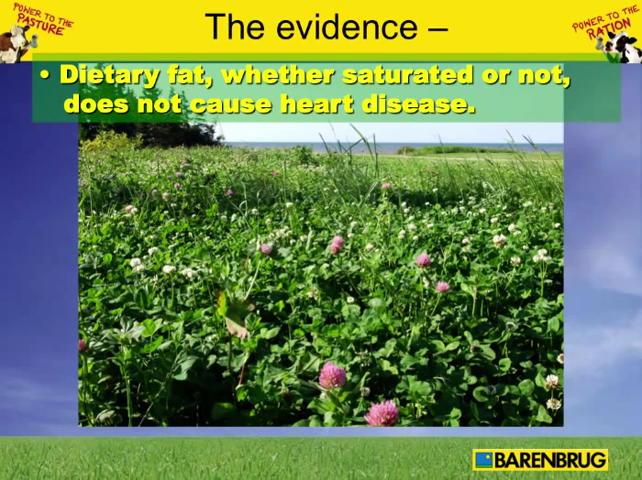 POWER TO THE
PASTURE
The evidence –
POWER TO THE
RATION
• Dietary fat, whether saturated or not,
does not cause heart disease.
BARENBRUG